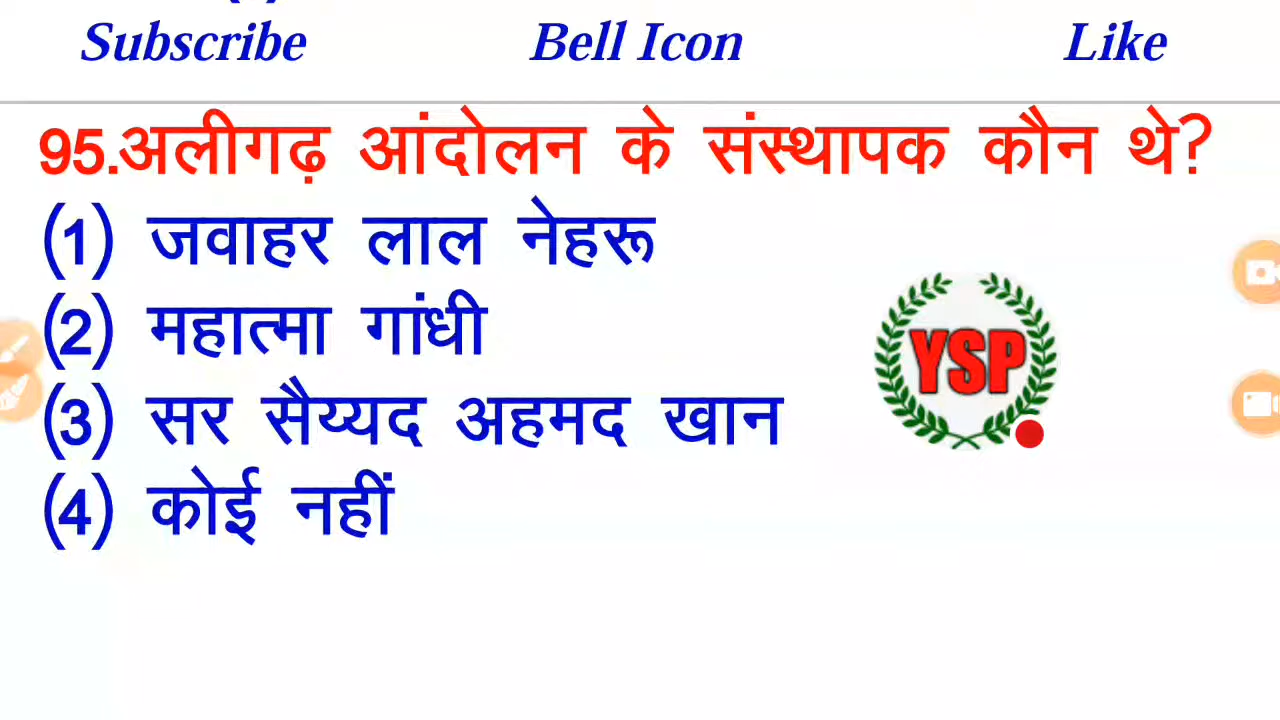 Subscribe Bell Icon Like
95.अलीगढ़ आंदोलन के संस्थापक कौन थे?
(1) जवाहर लाल नेहरू
(2) महात्मा गांधी
YSP
(3) सर सैय्यद अहमद खान
(4) कोई नहीं